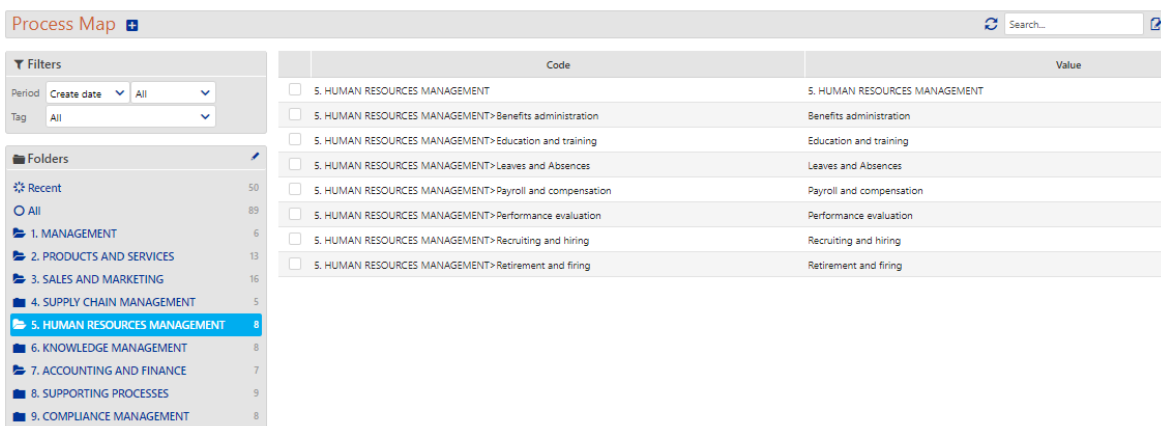 Process Map
Search...
Filters
Period Create date All
Tag All
Folders
Recent 50
All 89
1. MANAGEMENT 6
2. PRODUCTS AND SERVICES 13
3. SALES AND MARKETING 16
4. SUPPLY CHAIN MANAGEMENT 5
5. HUMAN RESOURCES MANAGEMENT 8
6. KNOWLEDGE MANAGEMENT 8
7. ACCOUNTING AND FINANCE 7
8. SUPPORTING PROCESSES 9
9. COMPLIANCE MANAGEMENT 8
Code Value
5. HUMAN RESOURCES MANAGEMENT 5. HUMAN RESOURCES MANAGEMENT
5. HUMAN RESOURCES MANAGEMENT>Benefits administration Benefits administration
5. HUMAN RESOURCES MANAGEMENT>Education and training Education and training
5. HUMAN RESOURCES MANAGEMENT>Leaves and Absences Leaves and Absences
5. HUMAN RESOURCES MANAGEMENT>Payroll and compensation Payroll and compensation
5. HUMAN RESOURCES MANAGEMENT>Performance evaluation Performance evaluation
5. HUMAN RESOURCES MANAGEMENT>Recruiting and hiring Recruiting and hiring
5. HUMAN RESOURCES MANAGEMENT>Retirement and firing Retirement and firing